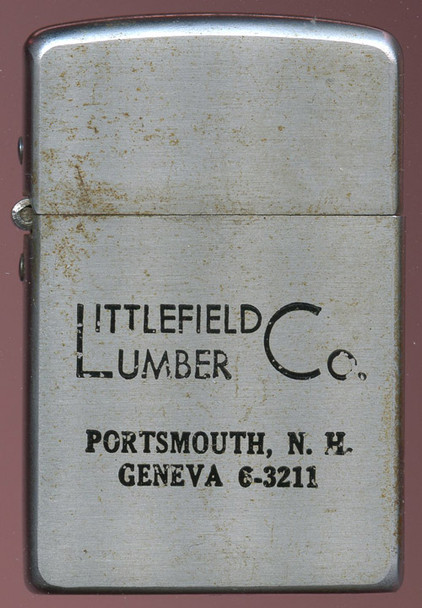 LITTLEFIELD
LUMBER Co.
PORTSMOUTH, N. H.
GENEVA 6-3211